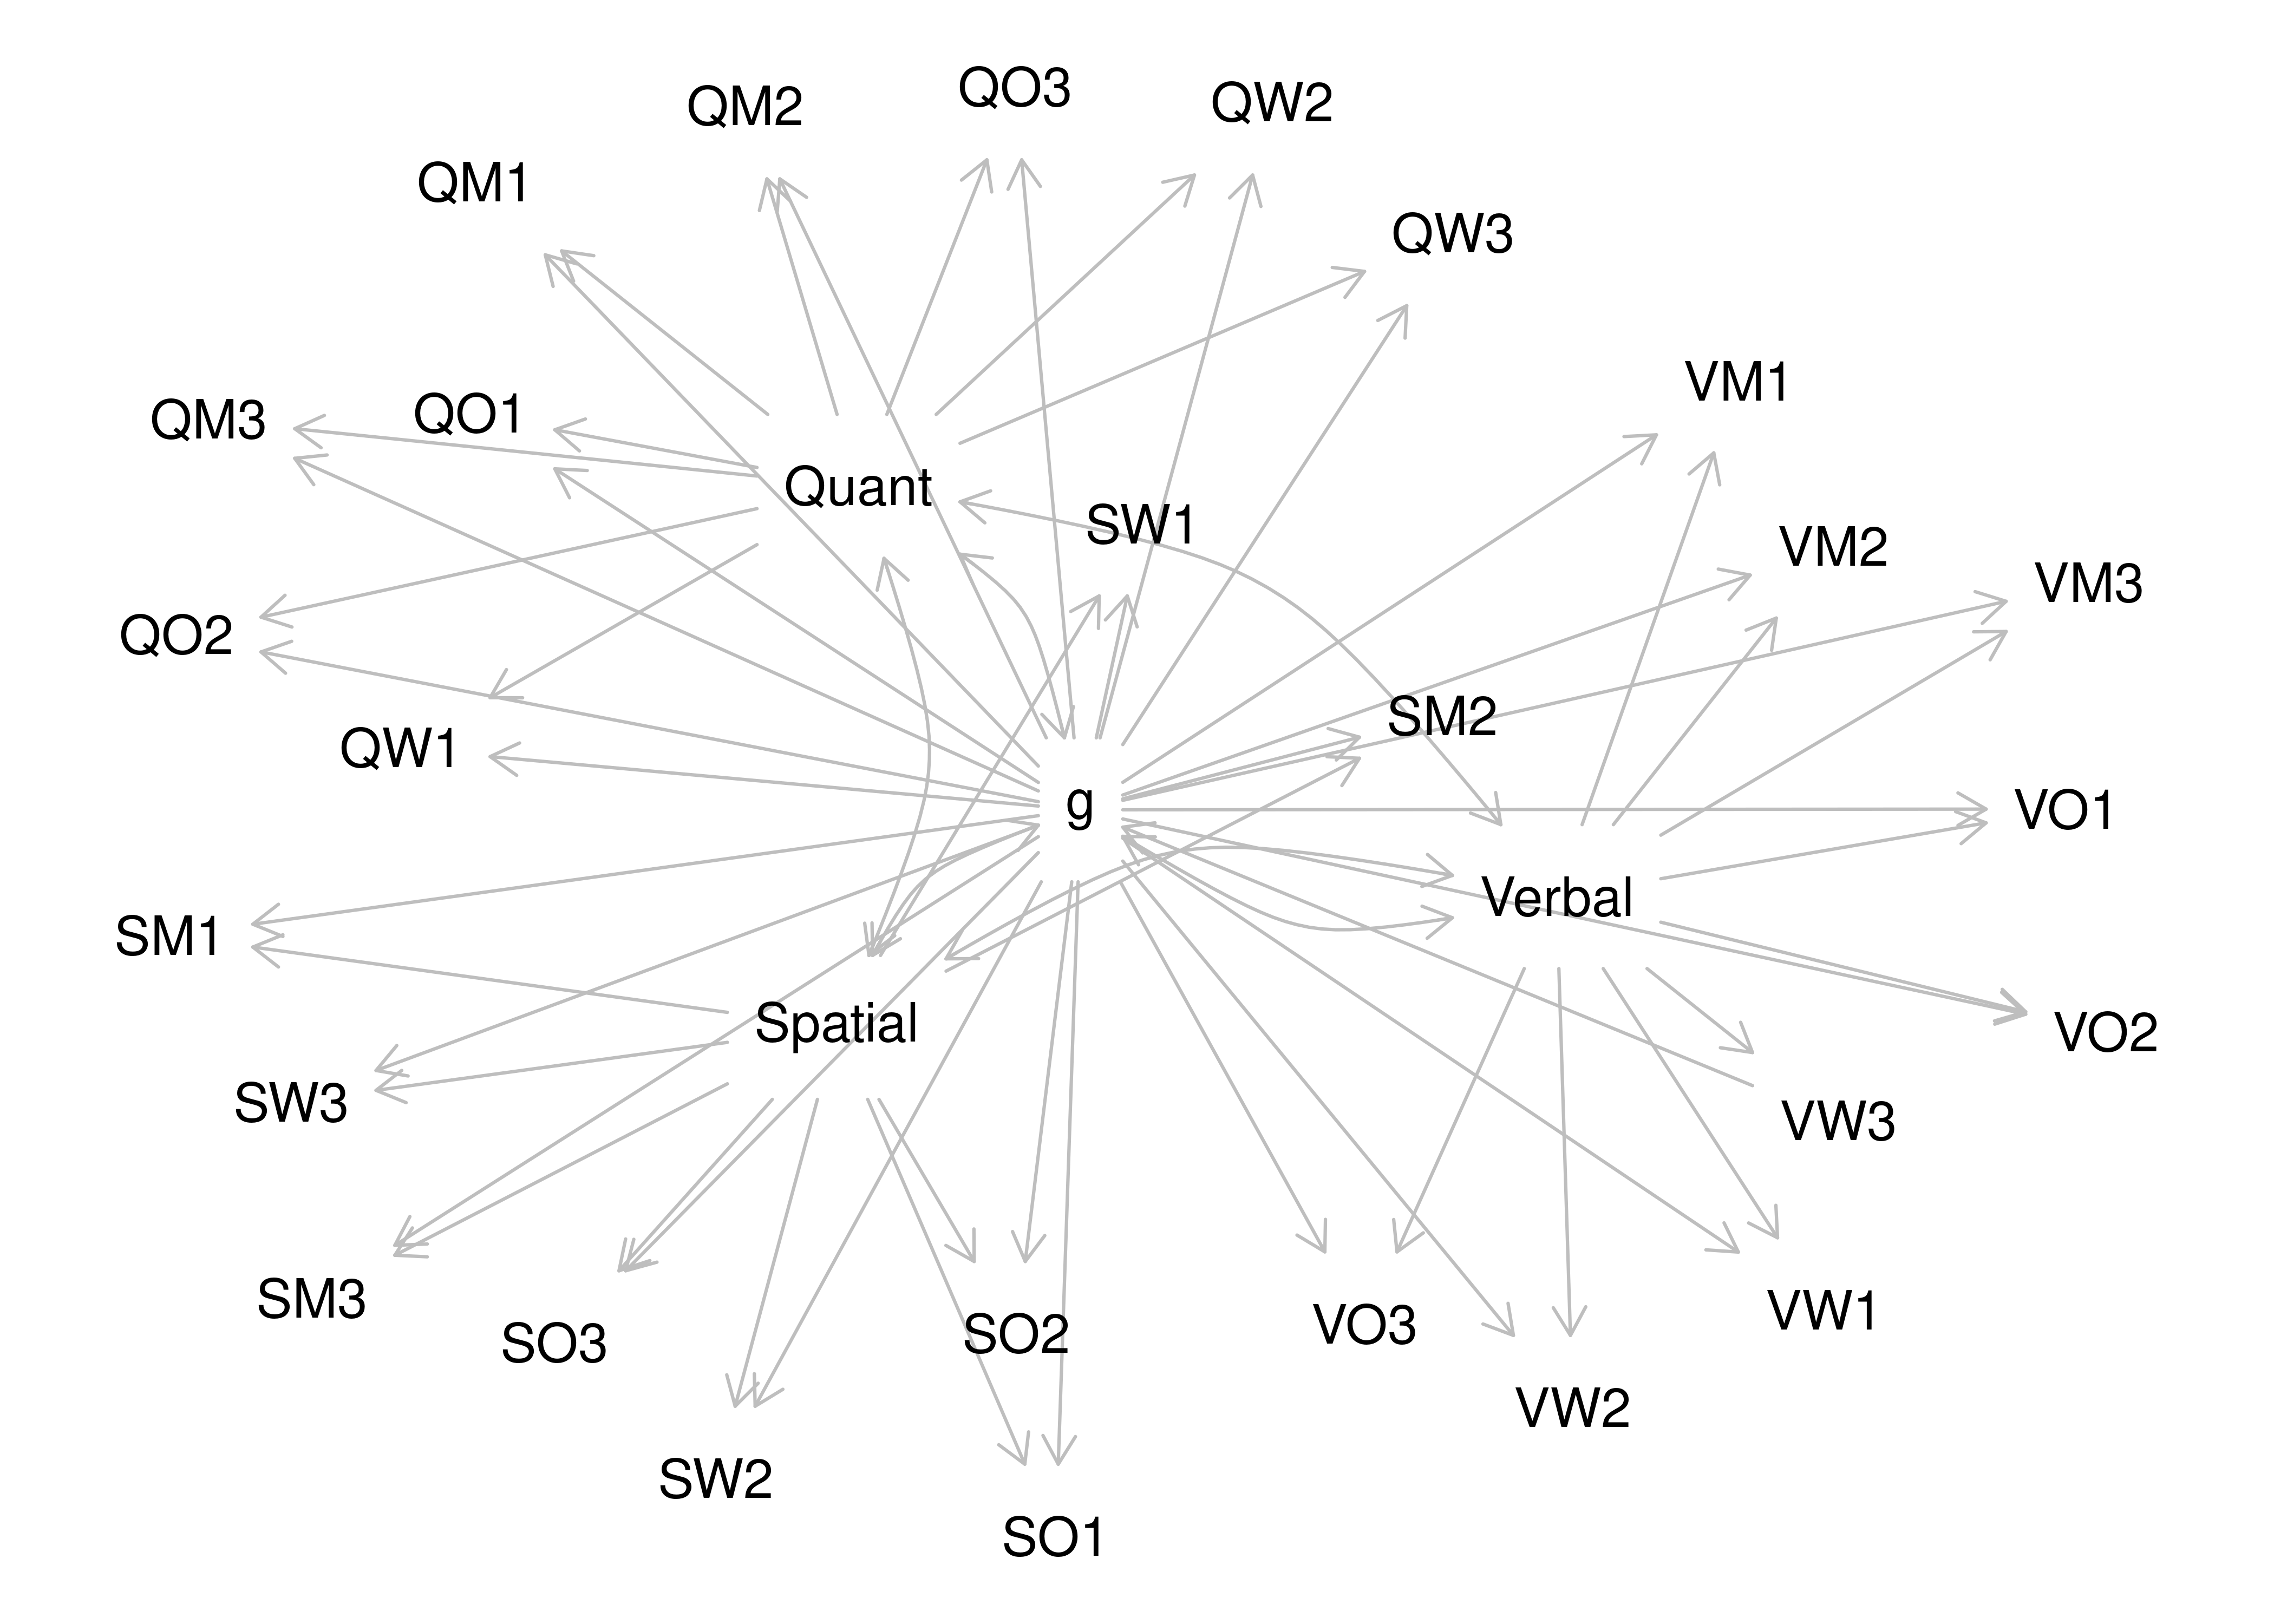 QO3
QW2
QM2
QM1
QW3
VM1
QO1
QM3
Quant
SW1
VM2
VM3
QO2
SM2
QW1
g
VO1
Verbal
SM1
Spatial
VO2
SW3
VW3
SM3
VW1
VO3
SO2
SO3
VW2
SW2
SO1